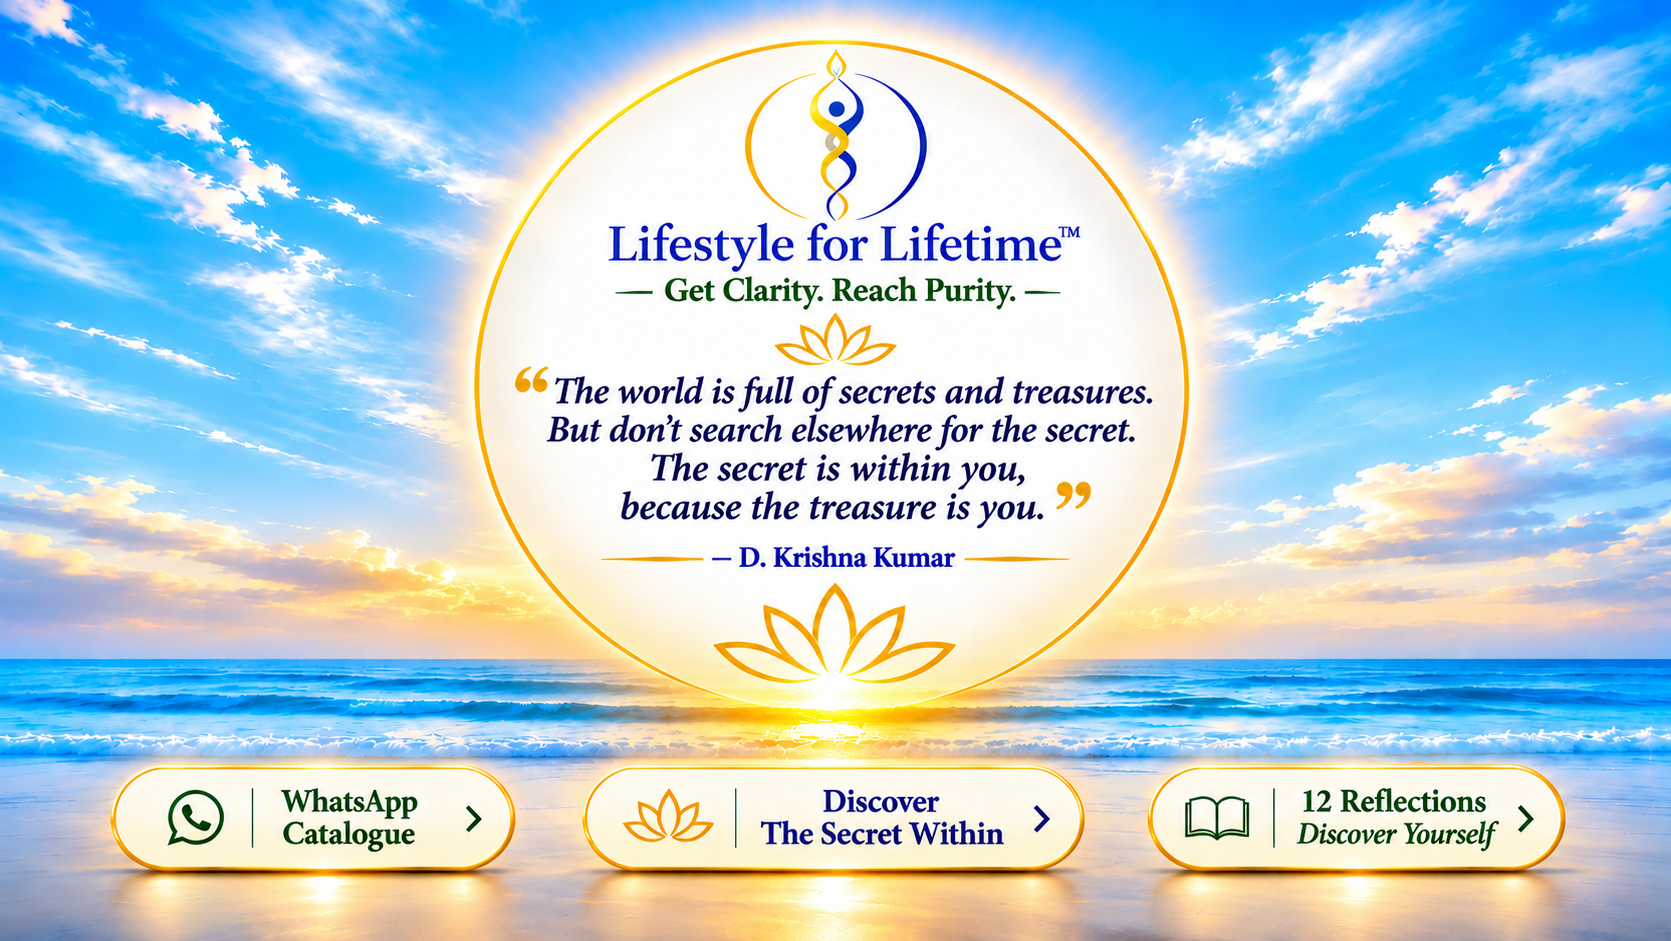 Lifestyle for Lifetime™
— Get Clarity. Reach Purity. —
“The world is full of secrets and treasures.
But don’t search elsewhere for the secret.
The secret is within you,
because the treasure is you.”
– D. Krishna Kumar
WhatsApp
Catalogue
Discover
The Secret Within
12 Reflections
Discover Yourself